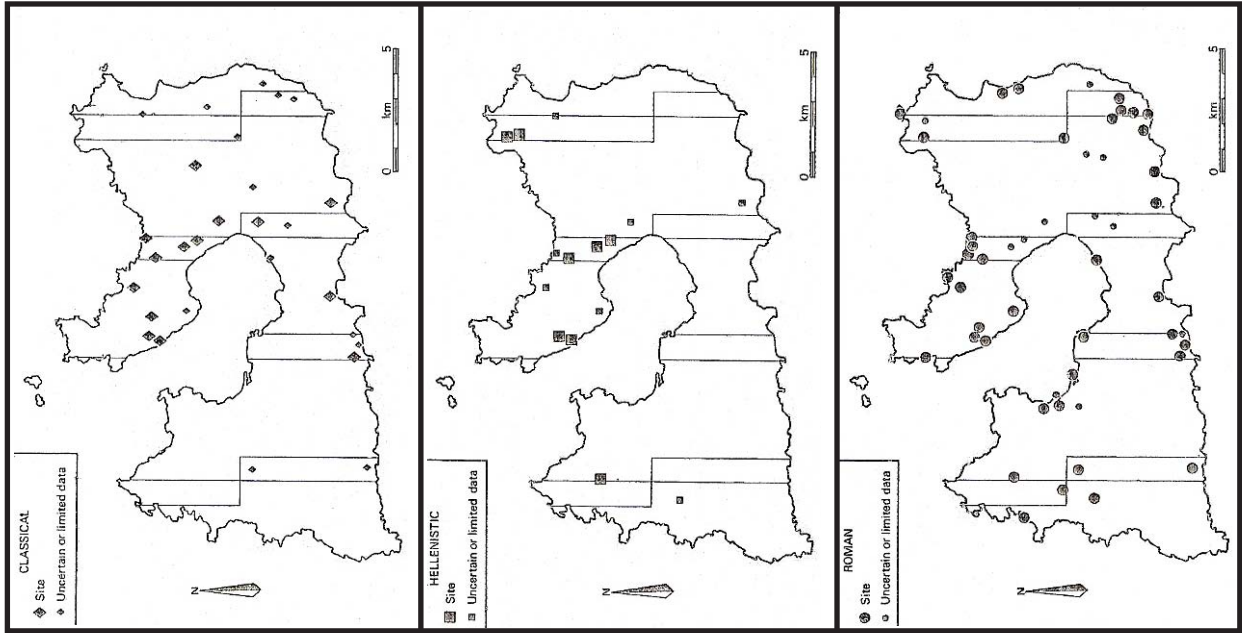 CLASSICAL
Site
Uncertain or limited data
N
0 km 5
HELLENISTIC
Site
Uncertain or limited data
N
0 km 5
ROMAN
Site
Uncertain or limited data
N
0 km 5